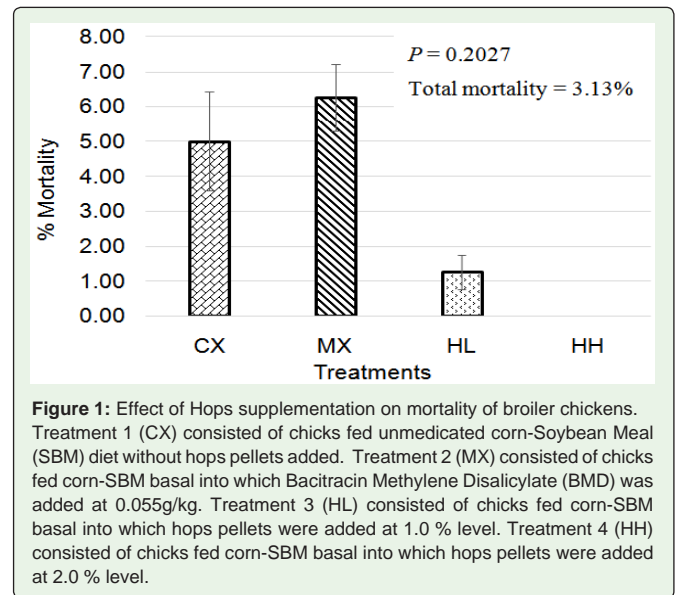 8.00
7.00
6.00
5.00
4.00
3.00
2.00
1.00
0.00
% Mortality
P = 0.2027
Total mortality = 3.13%
CX MX HL HH
Treatments
Figure 1: Effect of Hops supplementation on mortality of broiler chickens.
Treatment 1 (CX) consisted of chicks fed unmedicated corn-Soybean Meal
(SBM) diet without hops pellets added. Treatment 2 (MX) consisted of chicks
fed corn-SBM basal into which Bacitracin Methylene Disalicylate (BMD) was
added at 0.055g/kg. Treatment 3 (HL) consisted of chicks fed corn-SBM
basal into which hops pellets were added at 1.0 % level. Treatment 4 (HH)
consisted of chicks fed corn-SBM basal into which hops pellets were added
at 2.0 % level.